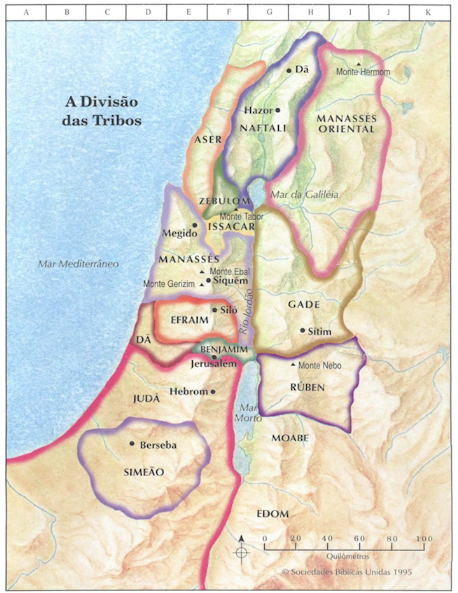 A B C D E F G H I J K
A Divisão
das Tribos
Dã
Monte Hermom
Hazor
NAFTALI
MANASSÉS
ORIENTAL
ASER
Mar da Galiléia
ZEBULOM
Monte Tabor
ISSACAR
Megido
Mar Mediterrâneo
MANASSÉS
Monte Ebal
Monte Gerizim
Siquém
Rio Jordão
GADE
Siló
EFRAIM
Sitim
DÃ
BENJAMIM
Jerusalém
Monte Nebo
RÚBEN
Hebrom
JUDÁ
Mar
Morto
MOABE
Berseba
SIMEÃO
EDOM
0 20 40 60 80 100
Quilômetros
© Sociedades Bíblicas Unidas 1995